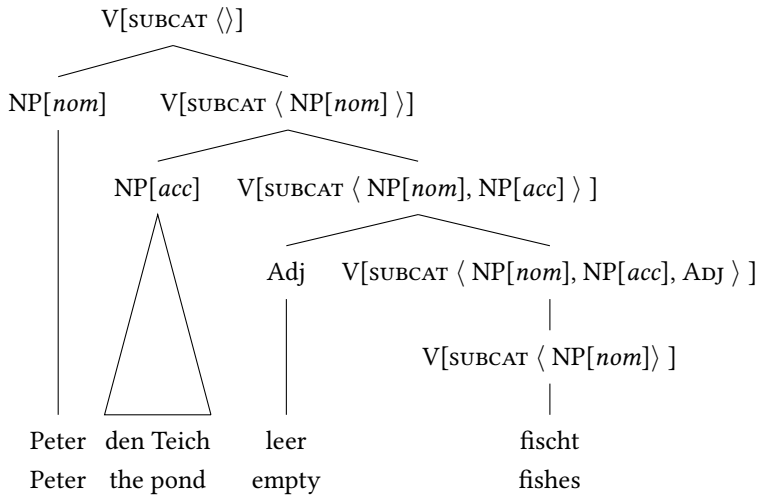 V[SUBCAT ⟨⟩]
NP[nom] V[SUBCAT ⟨ NP[nom] ⟩]
NP[acc] V[SUBCAT ⟨ NP[nom], NP[acc] ⟩ ]
Adj V[SUBCAT ⟨ NP[nom], NP[acc], ADJ ⟩ ]
V[SUBCAT ⟨ NP[nom]⟩ ]
Peter den Teich leer fischt
Peter the pond empty fishes